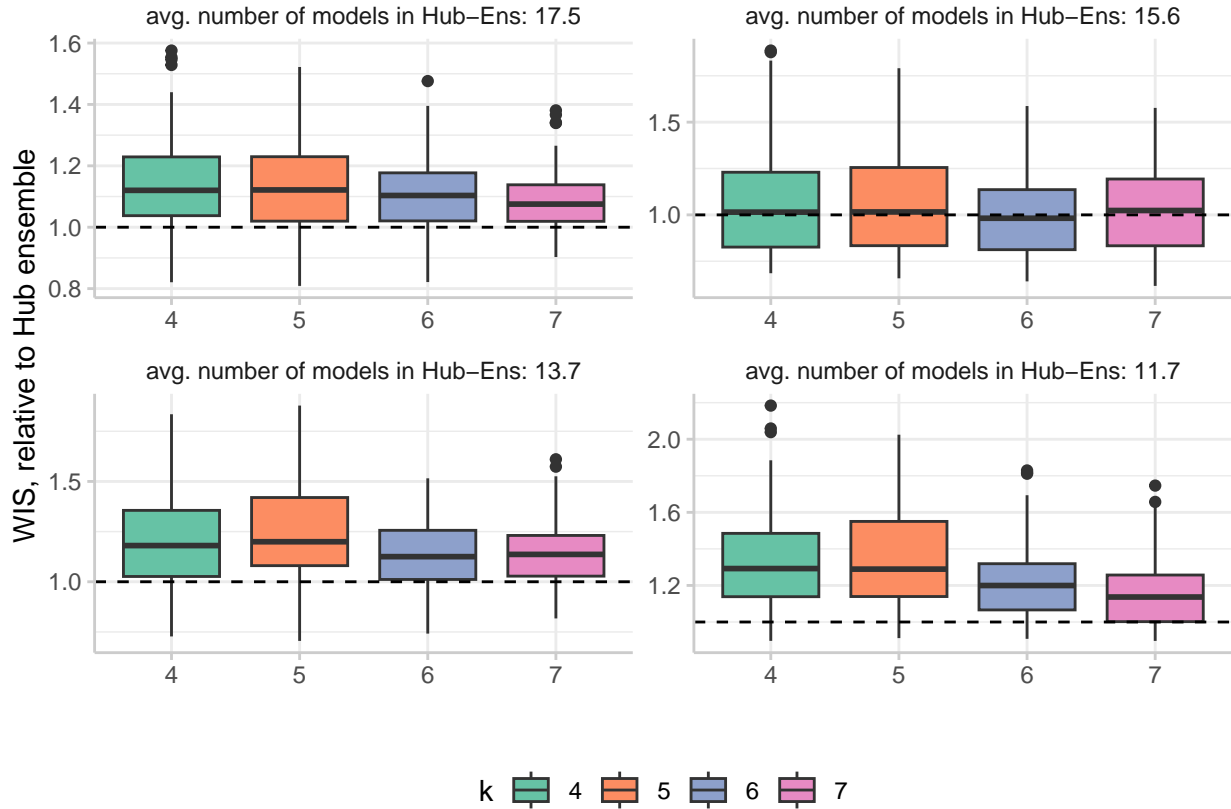 avg. number of models in Hub−Ens: 17.5
avg. number of models in Hub−Ens: 15.6
WIS, relative to Hub ensemble
1.6
1.4
1.2
1.0
0.8
4 5 6 7
1.5
1.0
4 5 6 7
avg. number of models in Hub−Ens: 13.7
avg. number of models in Hub−Ens: 11.7
1.5
1.0
4 5 6 7
2.0
1.6
1.2
4 5 6 7
k 4 5 6 7